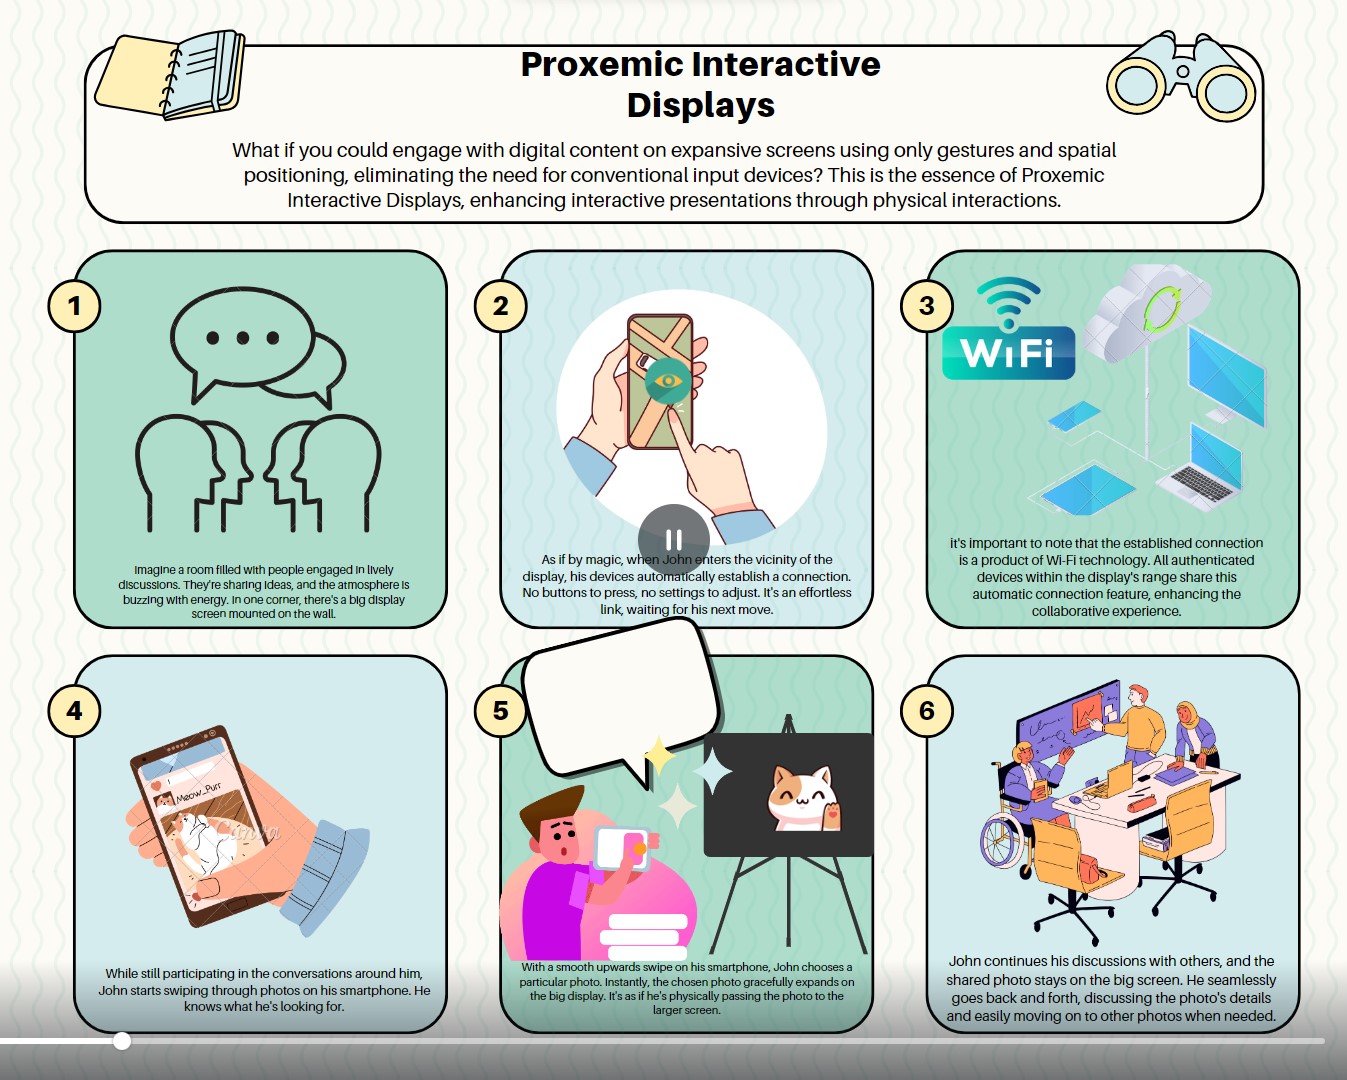 Proxemic Interactive
Displays
What if you could engage with digital content on expansive screens using only gestures and spatial
positioning, eliminating the need for conventional input devices? This is the essence of Proxemic
Interactive Displays, enhancing interactive presentations through physical interactions.
1
Imagine a room filled with people engaged in lively
discussions. They're sharing ideas, and the atmosphere is
buzzing with energy. In one corner, there's a big display
screen mounted on the wall.
2
As if by magic, when John enters the vicinity of the
display, his devices automatically establish a connection.
No buttons to press, no settings to adjust. It's an effortless
link, waiting for his next move.
3
WiFi
it's important to note that the established connection
is a product of Wi-Fi technology. All authenticated
devices within the display's range share this
automatic connection feature, enhancing the
collaborative experience.
4
Meow_Purr
Canva
While still participating in the conversations around him,
John starts swiping through photos on his smartphone. He
knows what he's looking for.
5
With a smooth upwards swipe on his smartphone, John chooses a
particular photo. Instantly, the chosen photo gracefully expands on
the big display. It's as if he's physically passing the photo to the
larger screen.
6
John continues his discussions with others, and the
shared photo stays on the big screen. He seamlessly
goes back and forth, discussing the photo's details
and easily moving on to other photos when needed.